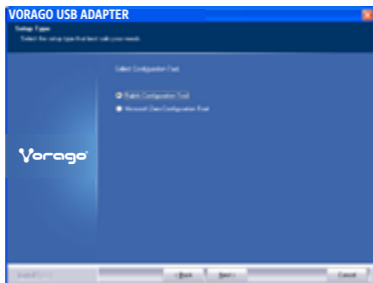 VORAGO USB ADAPTER
Setup Type
Select the setup type that best suits your needs.
Select Configuration Tool
Ralink Configuration Tool
Microsoft Zero Configuration Tool
Vorago
< Back
Next >
Cancel